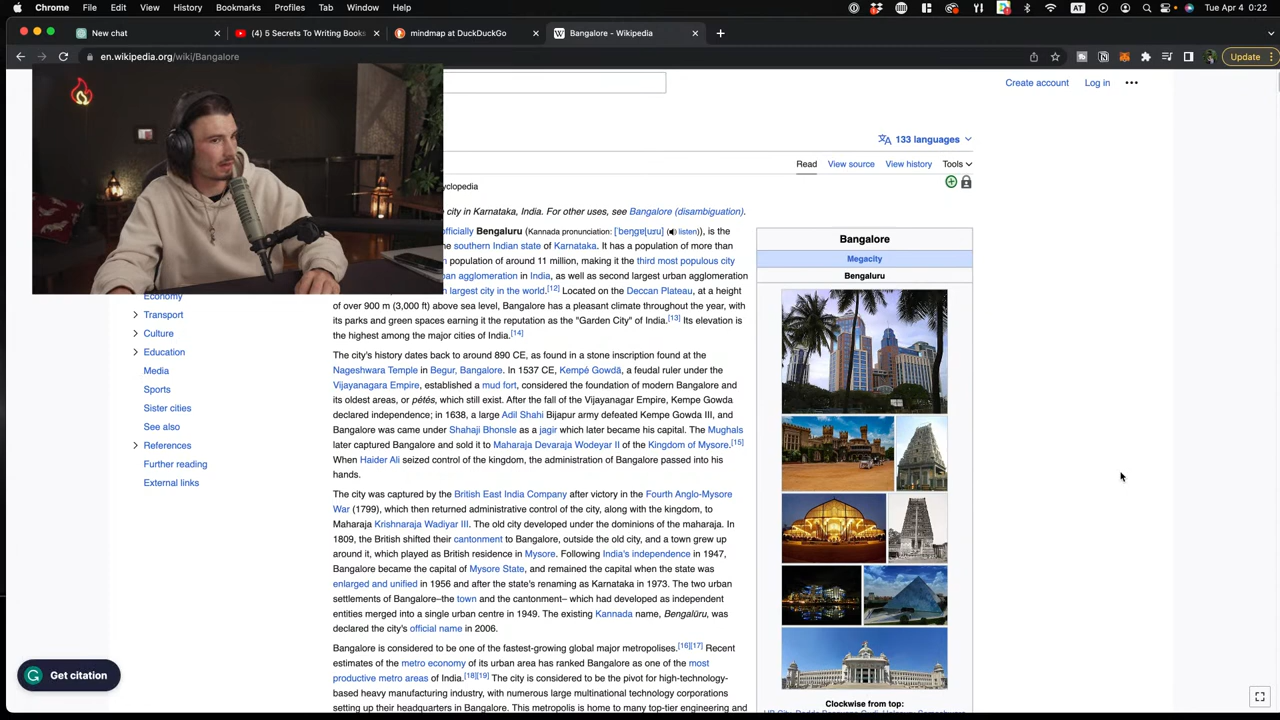 Chrome File Edit View History Bookmarks Profiles Tab Window Help AT Tue Apr 4 0:22
New chat (4) 5 Secrets To Writing Books mindmap at DuckDuckGo Bangalore - Wikipedia
en.wikipedia.org/wiki/Bangalore Update
Create account Log in
133 languages
Read View source View history Tools
city in Karnataka, India. For other uses, see Bangalore (disambiguation).
officially Bengaluru (Kannada pronunciation: [ˈbeŋɡɐɭuːru] (listen)), is the
southern Indian state of Karnataka. It has a population of more than
population of around 11 million, making it the third most populous city
agglomeration in India, as well as second largest urban agglomeration
largest city in the world.[12] Located on the Deccan Plateau, at a height
of over 900 m (3,000 ft) above sea level, Bangalore has a pleasant climate throughout the year, with
its parks and green spaces earning it the reputation as the "Garden City" of India.[13] Its elevation is
the highest among the major cities of India.[14]
The city's history dates back to around 890 CE, as found in a stone inscription found at the
Nageshwara Temple in Begur, Bangalore. In 1537 CE, Kempé Gowdā, a feudal ruler under the
Vijayanagara Empire, established a mud fort, considered the foundation of modern Bangalore and
its oldest areas, or pétés, which still exist. After the fall of the Vijayanagar Empire, Kempe Gowda
declared independence; in 1638, a large Adil Shahi Bijapur army defeated Kempe Gowda III, and
Bangalore was came under Shahaji Bhonsle as a jagir which later became his capital. The Mughals
later captured Bangalore and sold it to Maharaja Devaraja Wodeyar II of the Kingdom of Mysore.[15]
When Haider Ali seized control of the kingdom, the administration of Bangalore passed into his
hands.
The city was captured by the British East India Company after victory in the Fourth Anglo-Mysore
War (1799), which then returned administrative control of the city, along with the kingdom, to
Maharaja Krishnaraja Wadiyar III. The old city developed under the dominions of the maharaja. In
1809, the British shifted their cantonment to Bangalore, outside the old city, and a town grew up
around it, which played as British residence in Mysore. Following India's independence in 1947,
Bangalore became the capital of Mysore State, and remained the capital when the state was
enlarged and unified in 1956 and after the state's renaming as Karnataka in 1973. The two urban
settlements of Bangalore–the town and the cantonment– which had developed as independent
entities merged into a single urban centre in 1949. The existing Kannada name, Bengalūru, was
declared the city's official name in 2006.
Bangalore is considered to be one of the fastest-growing global major metropolises.[16][17] Recent
estimates of the metro economy of its urban area has ranked Bangalore as one of the most
productive metro areas of India.[18][19] The city is considered to be the pivot for high-technology-
based heavy manufacturing industry, with numerous large multinational technology corporations
setting up their headquarters in Bangalore. This metropolis is home to many top-tier engineering and
Economy
Transport
Culture
Education
Media
Sports
Sister cities
See also
References
Further reading
External links
Bangalore
Megacity
Bengaluru
Clockwise from top:
Get citation